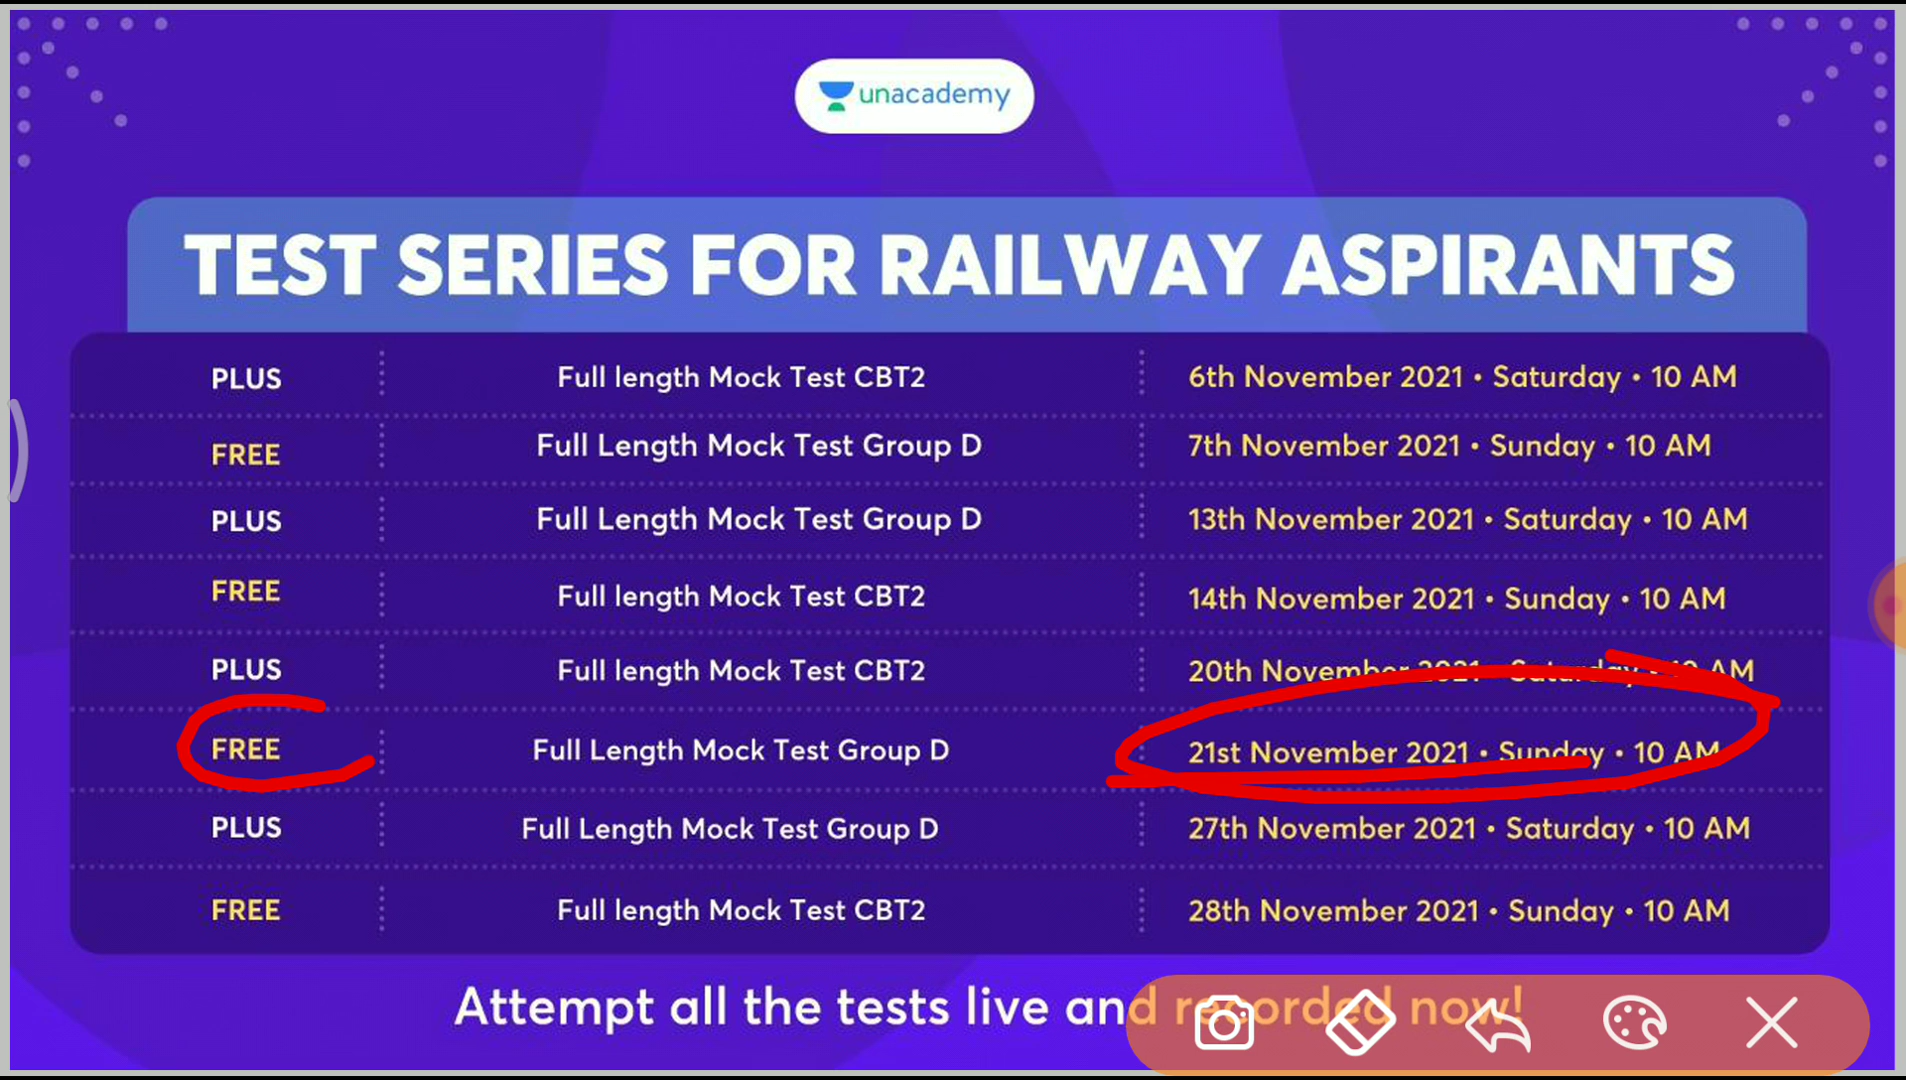 unacademy
TEST SERIES FOR RAILWAY ASPIRANTS
PLUS Full length Mock Test CBT2 6th November 2021 • Saturday • 10 AM
FREE Full Length Mock Test Group D 7th November 2021 • Sunday • 10 AM
PLUS Full Length Mock Test Group D 13th November 2021 • Saturday • 10 AM
FREE Full length Mock Test CBT2 14th November 2021 • Sunday • 10 AM
PLUS Full length Mock Test CBT2 20th November 2021 • Saturday • 10 AM
FREE Full Length Mock Test Group D 21st November 2021 • Sunday • 10 AM
PLUS Full Length Mock Test Group D 27th November 2021 • Saturday • 10 AM
FREE Full length Mock Test CBT2 28th November 2021 • Sunday • 10 AM
Attempt all the tests live and recorded now!